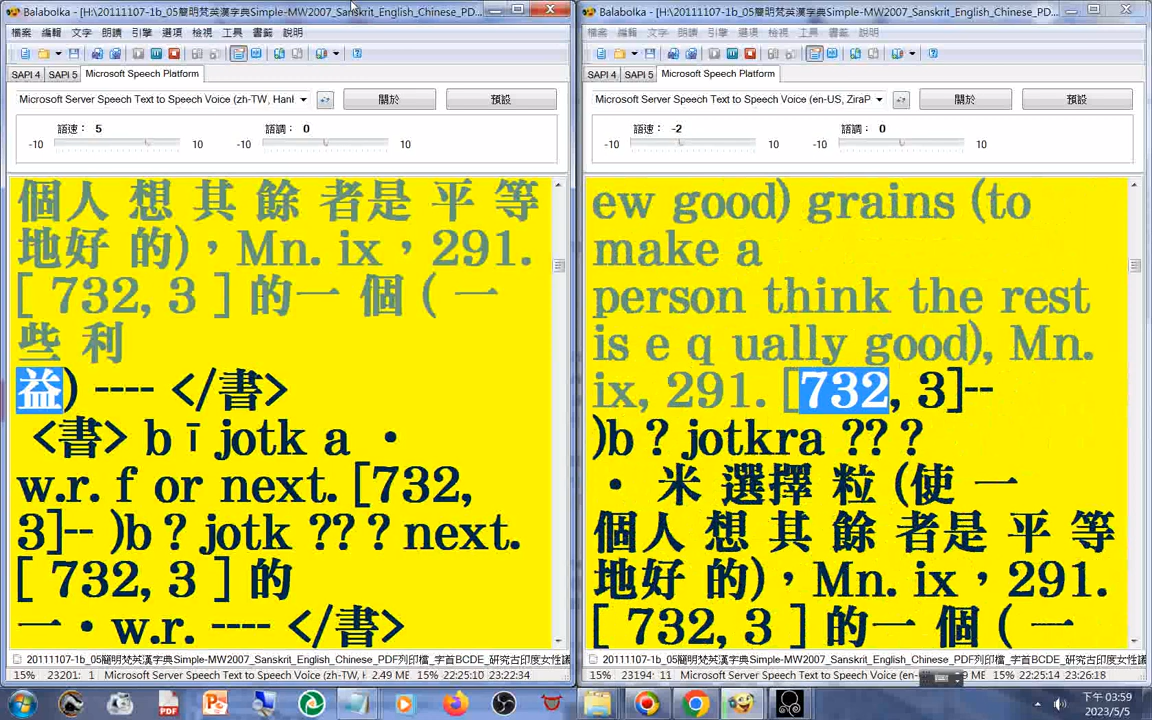 Balabolka - [H:\20111107-1b_05簡明梵英漢字典Simple-MW2007_Sanskrit_English_Chinese_PD...
檔案 編輯 文字 朗讀 引擎 選項 檢視 工具 書籤 說明
SAPI 4 SAPI 5 Microsoft Speech Platform
Microsoft Server Speech Text to Speech Voice (zh-TW, HanI
關於
預設
語速： 5
語調： 0
-10 10 -10 10
個人 想 其 餘 者是 平 等
地好 的)，Mn. ix，291.
[ 732, 3 ] 的一 個 ( 一
些 利
益) ---- </書>
<書> b ī jotk a •
w.r. f or next. [732,
3]-- )b ? jotk ?? ? next.
[ 732, 3 ] 的
一 • w.r. ---- </書>
20111107-1b_05簡明梵英漢字典Simple-MW2007_Sanskrit_English_Chinese_PDF列印檔_字首BCDE_研究古印度女性議
15% 23201: 1 Microsoft Server Speech Text to Speech Voice (zh-TW, 2.49 ME 15% 22:25:10 23:22:34
Balabolka - [H:\20111107-1b_05簡明梵英漢字典Simple-MW2007_Sanskrit_English_Chinese_PD...
檔案 編輯 文字 朗讀 引擎 選項 檢視 工具 書籤 說明
SAPI 4 SAPI 5 Microsoft Speech Platform
Microsoft Server Speech Text to Speech Voice (en-US, ZiraP
關於
預設
語速： -2
語調： 0
-10 10 -10 10
ew good) grains (to
make a
person think the rest
is e q ually good), Mn.
ix, 291. [732, 3]--
)b ? jotkra ?? ?
• 米 選擇 粒 (使 一
個人 想 其 餘 者是 平 等
地好 的)，Mn. ix，291.
[ 732, 3 ] 的一 個 ( 一
20111107-1b_05簡明梵英漢字典Simple-MW2007_Sanskrit_English_Chinese_PDF列印檔_字首BCDE_研究古印度女性議
15% 23194: 11 Microsoft Server Speech Text to Speech Voice (en-U ME 15% 22:25:14 23:26:18
下午 03:59
2023/5/5